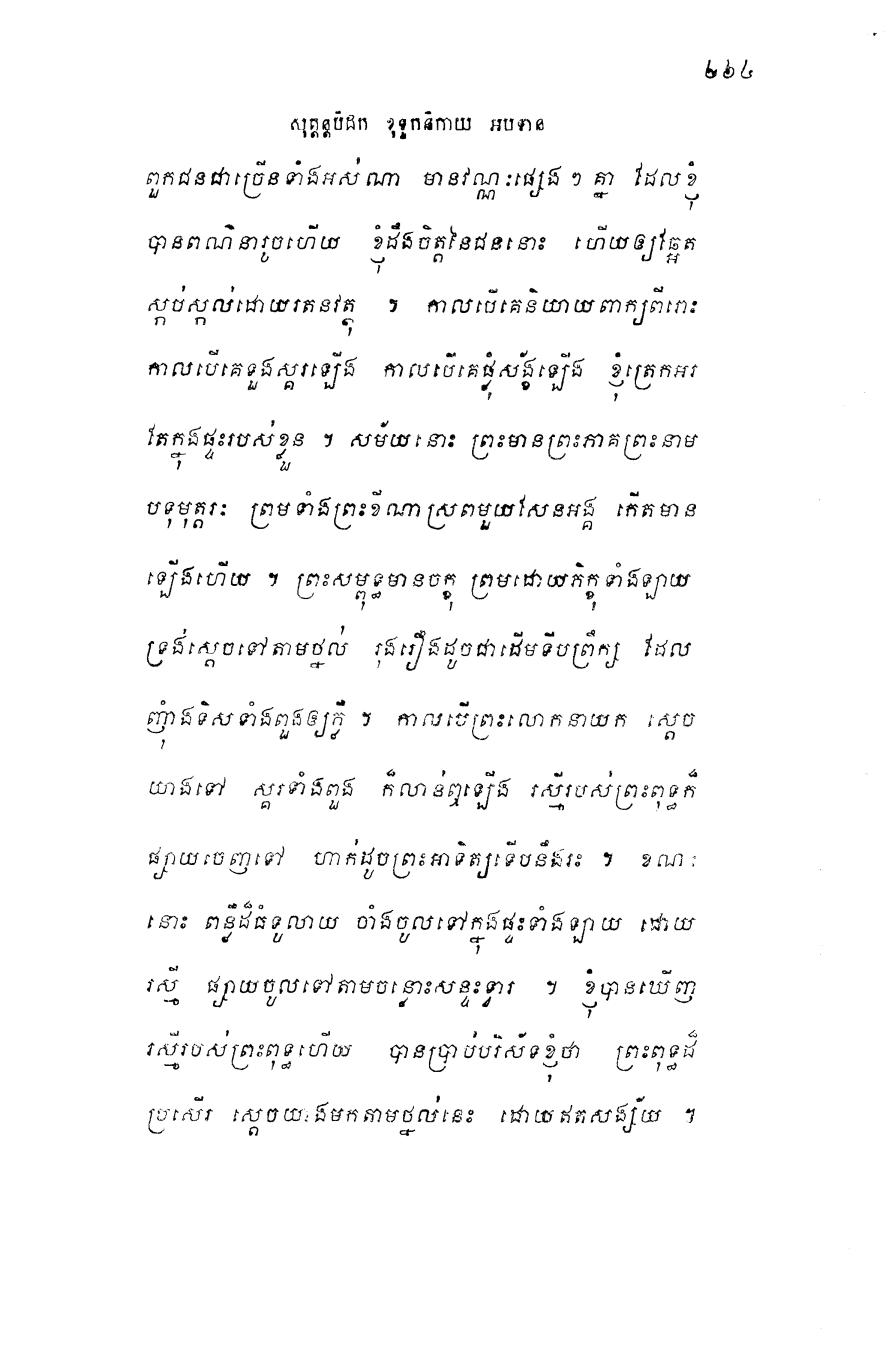 ២៦៤
សុត្តន្តបិដក ខុទ្ទកនិកាយ អបទាន
ពួកជនជាច្រើនទាំងអស់ណា មានវណ្ណៈផ្សេងៗ គ្នា ដែលខ្ញុំ
បានពណ៌នារួចហើយ ខ្ញុំដឹងចិត្តនៃជននោះ ហើយឲ្យឆ្អែត
ស្កប់ស្កល់ដោយរតនវត្ថុ ។ កាលបើគេនិយាយពាក្យពីរោះ
កាលបើគេទួងស្គរឡើង កាលបើគេផ្លុំស័ង្ខឡើង ខ្ញុំត្រេកអរ
តែក្នុងផ្ទះរបស់ខ្លួន ។ សម័យនោះ ព្រះមានព្រះភាគព្រះនាម
បទុមុត្តរៈ ព្រមទាំងព្រះខីណាស្រពមួយសែនអង្គ កើតមាន
ឡើងហើយ ។ ព្រះសម្ពុទ្ធមានចក្ខុ ព្រមដោយភិក្ខុទាំងឡាយ
ទ្រង់ស្តេចទៅតាមថ្នល់ រុងរឿងដូចជាដើមទីបព្រឹក្ស ដែល
ញ៉ាំងទិសទាំងពួងឲ្យភ្លឺ ។ កាលបើព្រះលោកនាយក ស្តេច
យាងទៅ ស្គរទាំងពួង ក៏លាន់ឮឡើង រស្មីរបស់ព្រះពុទ្ធក៏
ផ្សាយចេញទៅ ហាក់ដូចព្រះអាទិត្យទើបនឹងរះ ។ ខណៈ
នោះ ពន្លឺដ៏ធំទូលាយ ចាំងចូលទៅក្នុងផ្ទះទាំងឡាយ ដោយ
រស្មី ផ្សាយចូលទៅតាមចន្លោះសន្ទះទ្វារ ។ ខ្ញុំបានឃើញ
រស្មីរបស់ព្រះពុទ្ធហើយ បានប្រាប់បរិស័ទខ្ញុំថា ព្រះពុទ្ធដ៏
ប្រសើរ ស្តេចយាងមកតាមថ្នល់នេះ ដោយឥតសង្ស័យ ។